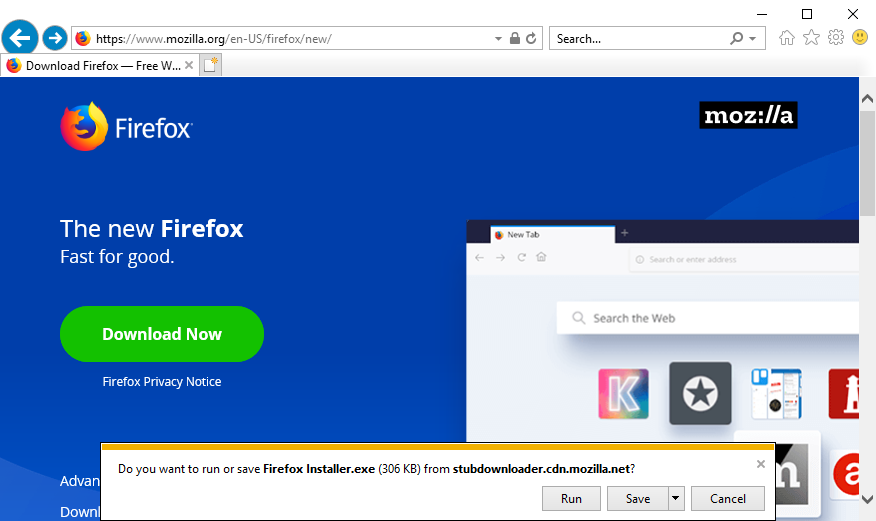 https://www.mozilla.org/en-US/firefox/new/
Search...
Download Firefox — Free W...
Firefox
moz://a
The new Firefox
Fast for good.
New Tab
Search or enter address
Search the Web
Download Now
Firefox Privacy Notice
K
Do you want to run or save Firefox Installer.exe (306 KB) from stubdownloader.cdn.mozilla.net?
Advan
Run
Save
Cancel
Downl
m
a